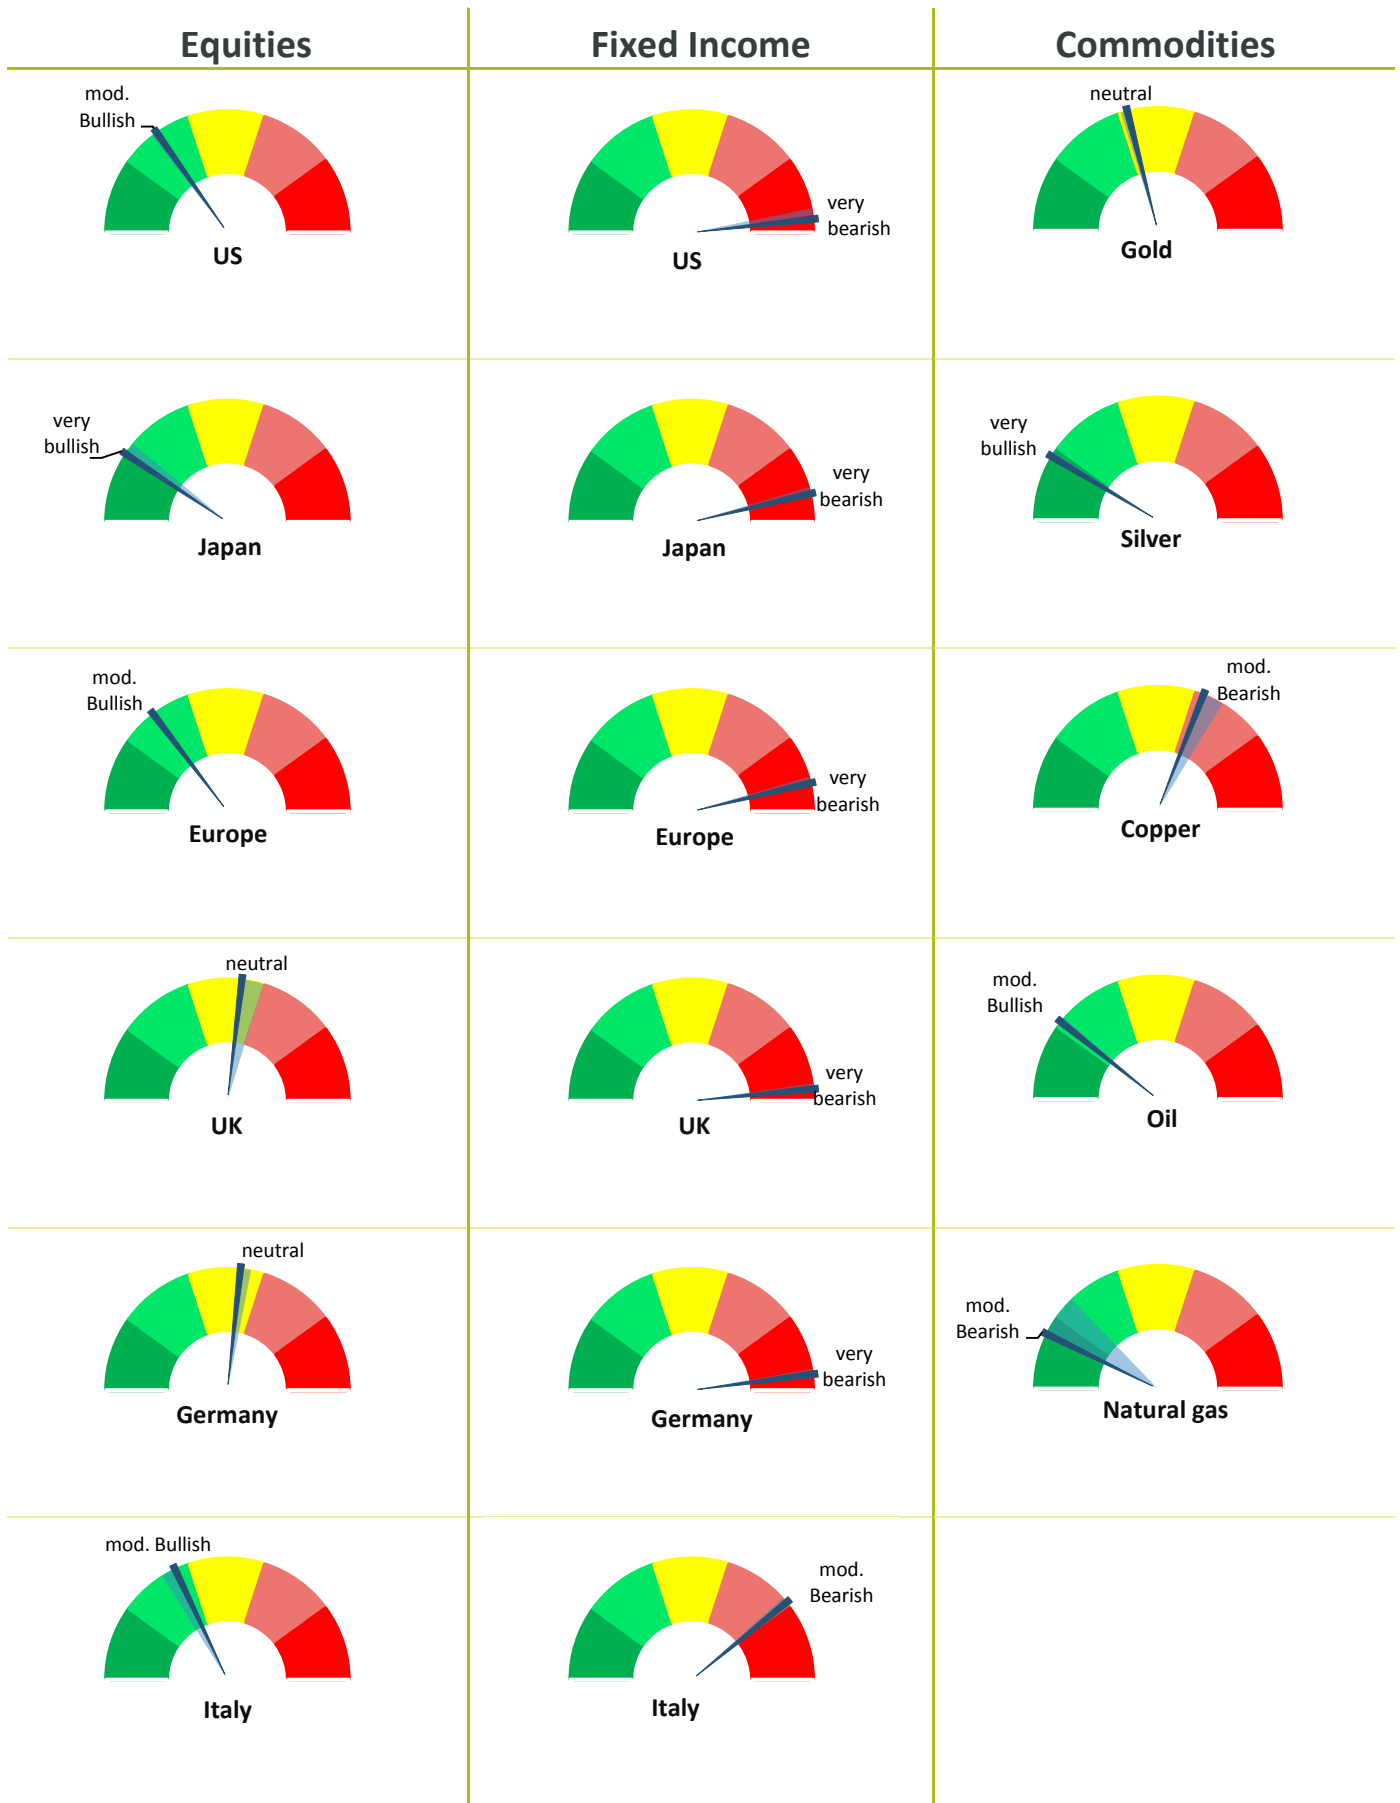 Equities
Fixed Income
Commodities
mod.
Bullish
US
very
bearish
US
neutral
Gold
very
bullish
Japan
very
bearish
Japan
very
bullish
Silver
mod.
Bullish
Europe
very
bearish
Europe
mod.
Bearish
Copper
neutral
UK
very
bearish
UK
mod.
Bullish
Oil
neutral
Germany
very
bearish
Germany
mod.
Bearish
Natural gas
mod. Bullish
Italy
mod.
Bearish
Italy